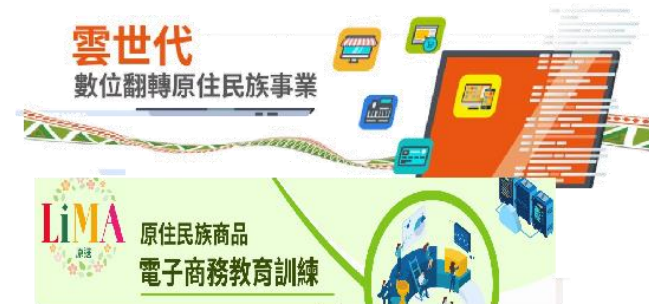 雲世代
數位翻轉原住民族事業
LiMA
原住民族商品
電子商務教育訓練